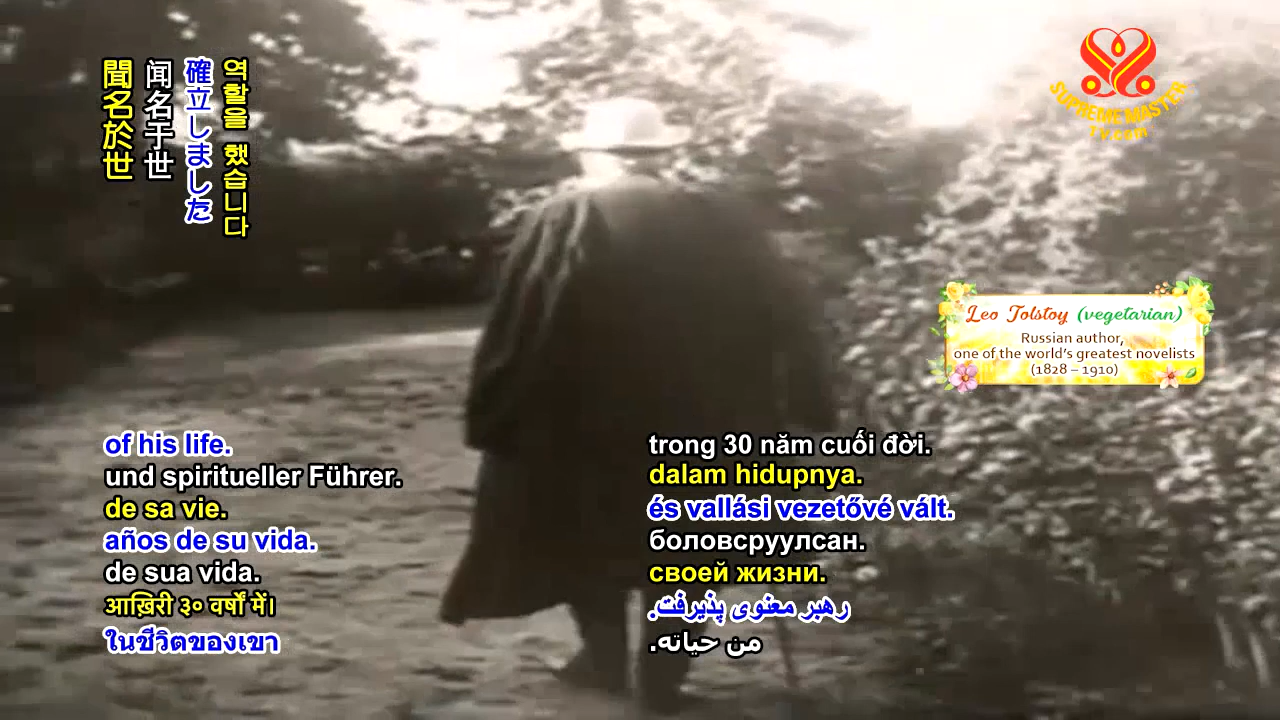 聞名於世
闻名于世
確立しました
역할을 했습니다
SUPREME MASTER
TV.com
Leo Tolstoy (vegetarian)
Russian author,
one of the world's greatest novelists
(1828 – 1910)
of his life.
und spiritueller Führer.
de sa vie.
años de su vida.
de sua vida.
आख़िरी ३० वर्षों में।
ในชีวิตของเขา
trong 30 năm cuối đời.
dalam hidupnya.
és vallási vezetővé vált.
боловсруулсан.
своей жизни.
رهبر معنوی پذیرفت.
من حياته.